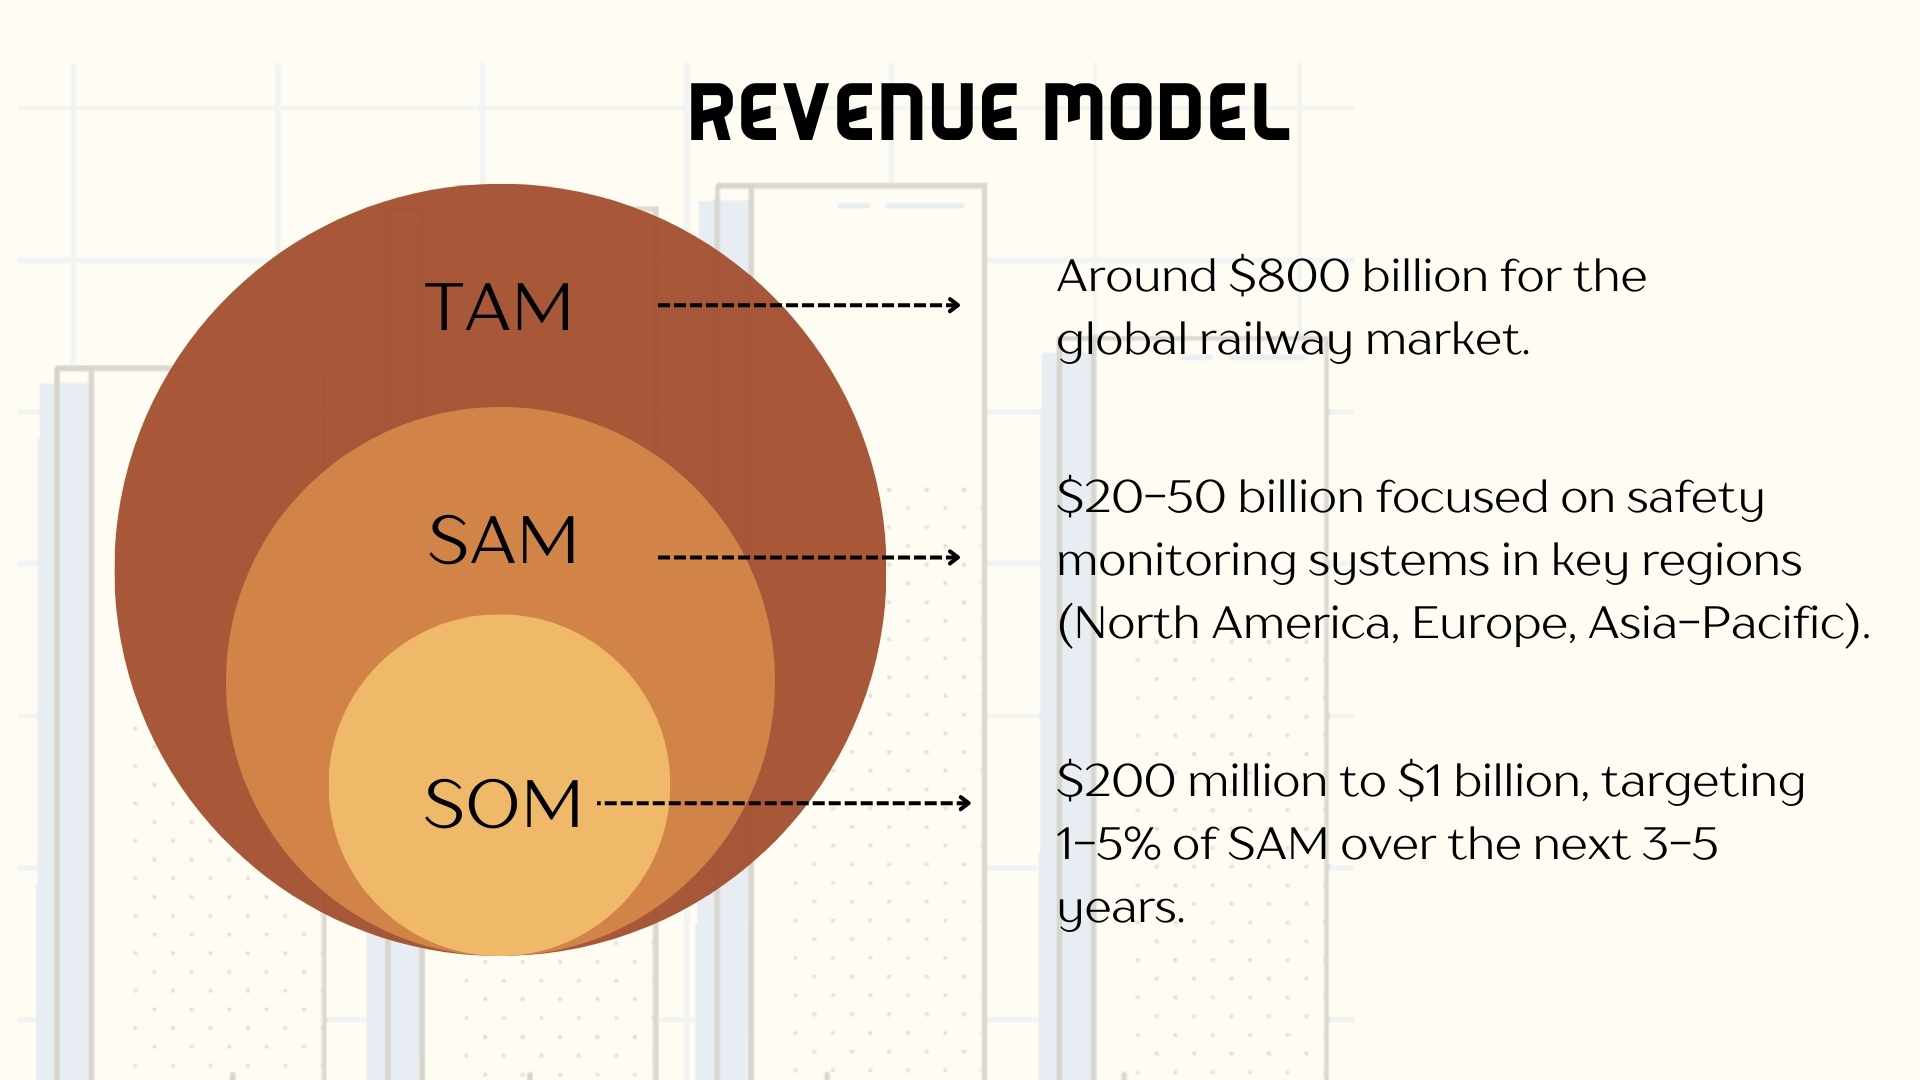 REVENUE MODEL
TAM
Around $800 billion for the
global railway market.
SAM
$20–50 billion focused on safety
monitoring systems in key regions
(North America, Europe, Asia-Pacific).
SOM
$200 million to $1 billion, targeting
1–5% of SAM over the next 3–5
years.